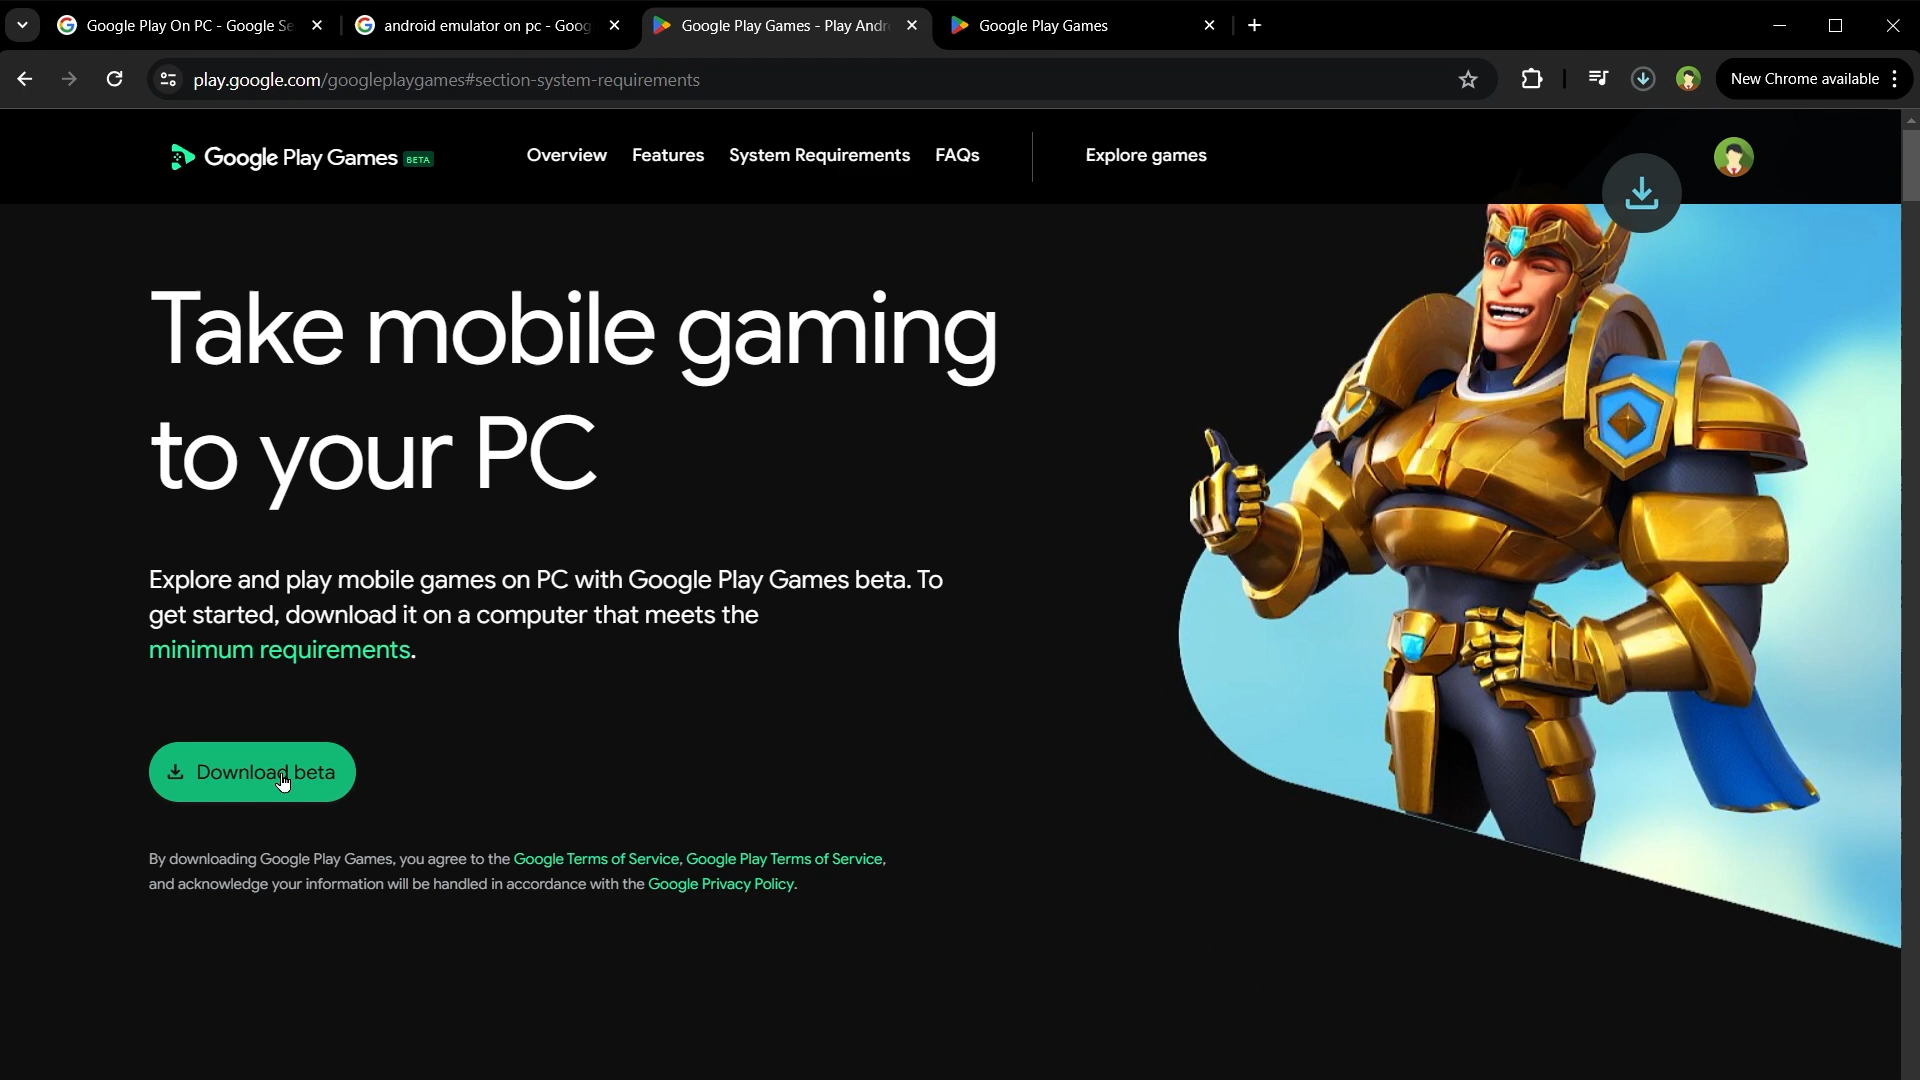 Google Play On PC - Google Se
android emulator on pc - Goog
Google Play Games - Play Andr
Google Play Games
play.google.com/googleplaygames#section-system-requirements
New Chrome available
Google Play Games BETA
Overview
Features
System Requirements
FAQs
Explore games
Take mobile gaming
to your PC
Explore and play mobile games on PC with Google Play Games beta. To
get started, download it on a computer that meets the
minimum requirements.
Download beta
By downloading Google Play Games, you agree to the Google Terms of Service, Google Play Terms of Service,
and acknowledge your information will be handled in accordance with the Google Privacy Policy.